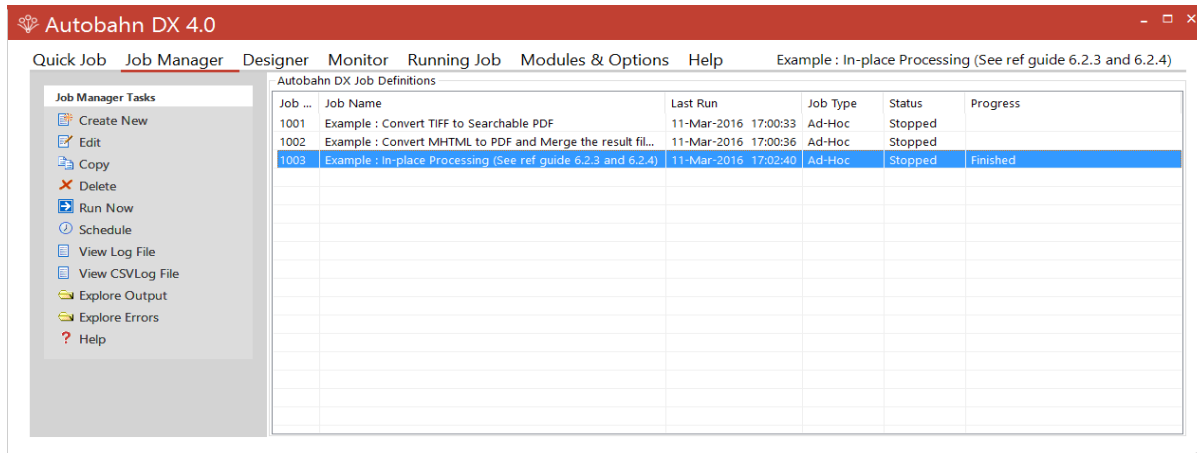 Autobahn DX 4.0
Quick Job Job Manager Designer Monitor Running Job Modules & Options Help Example : In-place Processing (See ref guide 6.2.3 and 6.2.4)
Autobahn DX Job Definitions
Job Manager Tasks
Create New
Edit
Copy
Delete
Run Now
Schedule
View Log File
View CSVLog File
Explore Output
Explore Errors
? Help
Job ... Job Name Last Run Job Type Status Progress
1001 Example : Convert TIFF to Searchable PDF 11-Mar-2016 17:00:33 Ad-Hoc Stopped
1002 Example : Convert MHTML to PDF and Merge the result fil... 11-Mar-2016 17:00:36 Ad-Hoc Stopped
1003 Example : In-place Processing (See ref guide 6.2.3 and 6.2.4) 11-Mar-2016 17:02:40 Ad-Hoc Stopped Finished